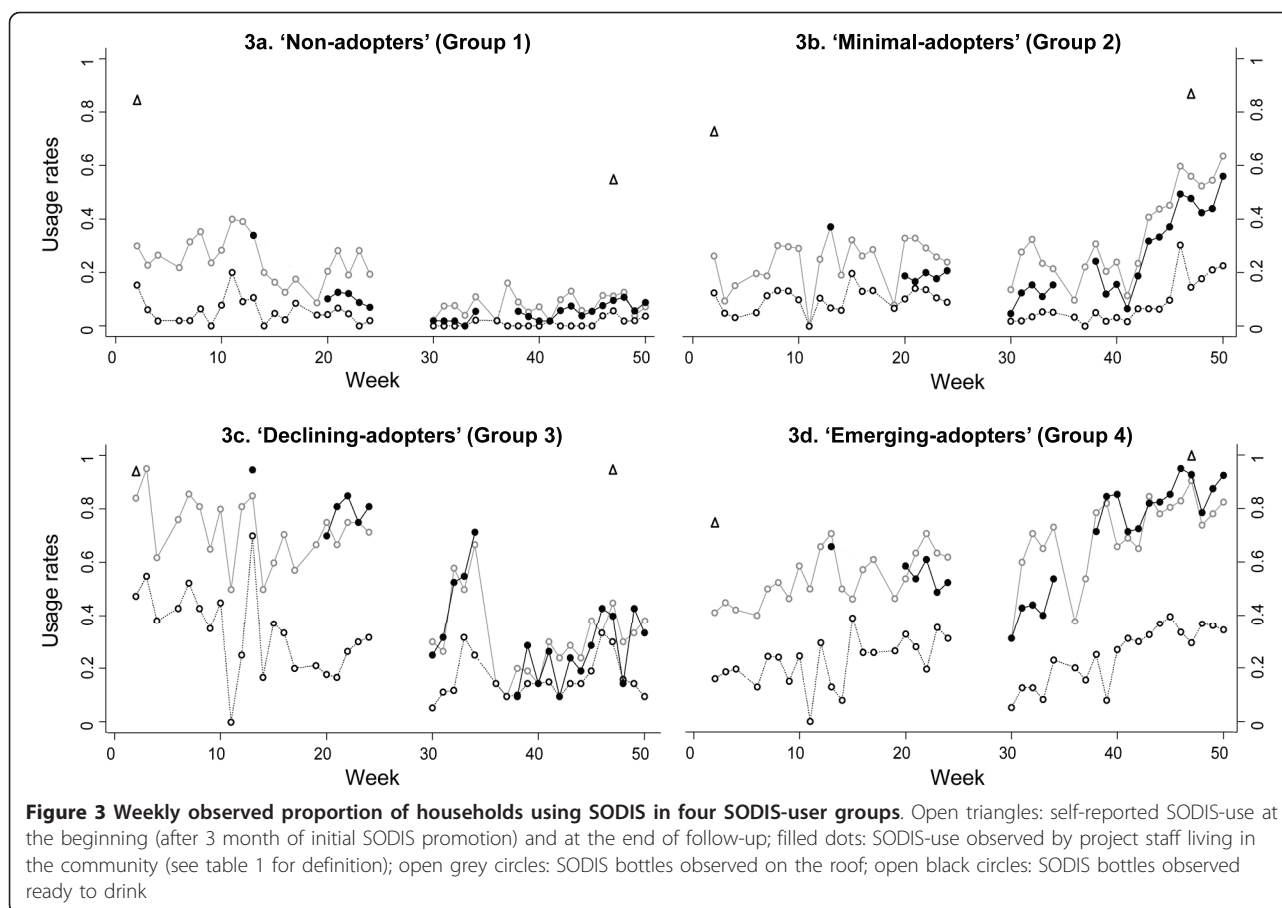 3a. ‘Non-adopters’ (Group 1)
Usage rates
0 0.2 0.4 0.6 0.8 1
0 10 20 30 40 50
Week
3b. ‘Minimal-adopters’ (Group 2)
0 0.2 0.4 0.6 0.8 1
0 10 20 30 40 50
Week
3c. ‘Declining-adopters’ (Group 3)
Usage rates
0 0.2 0.4 0.6 0.8 1
0 10 20 30 40 50
Week
3d. ‘Emerging-adopters’ (Group 4)
0 0.2 0.4 0.6 0.8 1
0 10 20 30 40 50
Week
Figure 3 Weekly observed proportion of households using SODIS in four SODIS-user groups. Open triangles: self-reported SODIS-use at
the beginning (after 3 month of initial SODIS promotion) and at the end of follow-up; filled dots: SODIS-use observed by project staff living in
the community (see table 1 for definition); open grey circles: SODIS bottles observed on the roof; open black circles: SODIS bottles observed
ready to drink